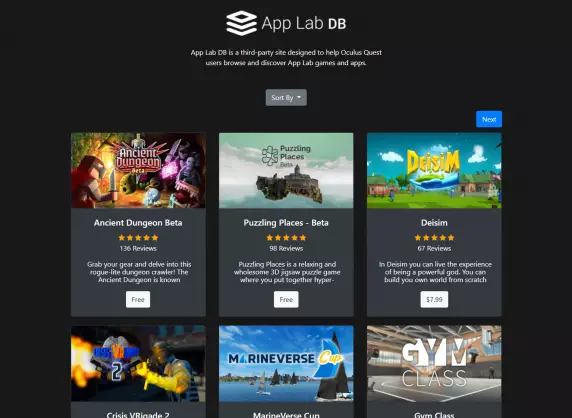 App Lab DB
App Lab DB is a third-party site designed to help Oculus Quest
users browse and discover App Lab games and apps.
Sort By
Next
Ancient
Dungeon
Beta
Puzzling
Places
Beta
DEISIM
Ancient Dungeon Beta
Puzzling Places - Beta
Deisim
136 Reviews
98 Reviews
67 Reviews
Grab your gear and delve into this
rogue-lite dungeon crawler! The
Ancient Dungeon is known
Puzzling Places is a relaxing and
wholesome 3D jigsaw puzzle game
where you put together hyper-
In Deisim you can live the experience
of being a powerful god. You can
build you own world from scratch
Free
Free
$7.99
CRISIS VRIGADE
2
MARINEVERSE
Cup
GYM
CLASS
Crisis VRigade 2
MarineVerse Cup
Gym Class